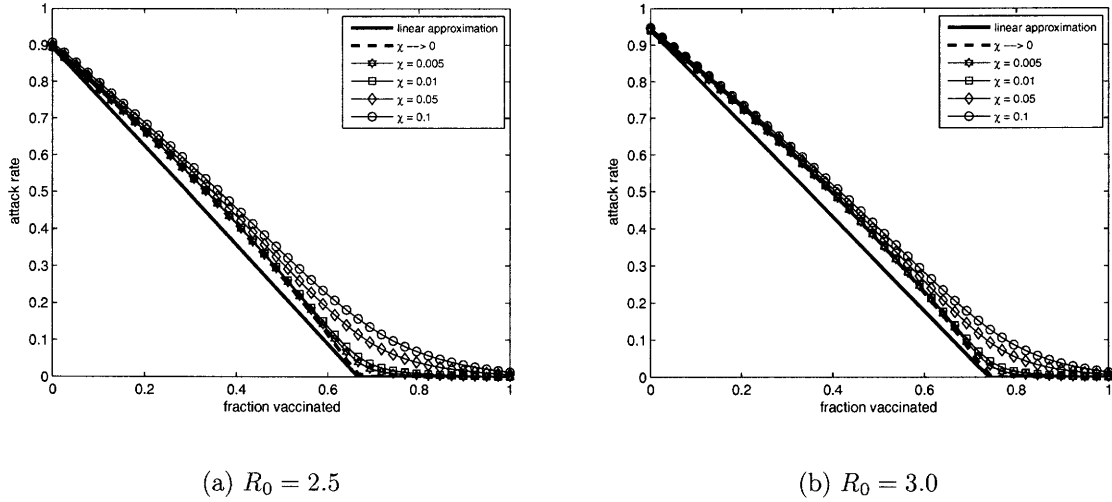 linear approximation
χ ---> 0
χ = 0.005
χ = 0.01
χ = 0.05
χ = 0.1
attack rate
1
0.9
0.8
0.7
0.6
0.5
0.4
0.3
0.2
0.1
0
0 0.2 0.4 0.6 0.8 1
fraction vaccinated
(a) R₀ = 2.5
linear approximation
χ ---> 0
χ = 0.005
χ = 0.01
χ = 0.05
χ = 0.1
attack rate
1
0.9
0.8
0.7
0.6
0.5
0.4
0.3
0.2
0.1
0
0 0.2 0.4 0.6 0.8 1
fraction vaccinated
(b) R₀ = 3.0